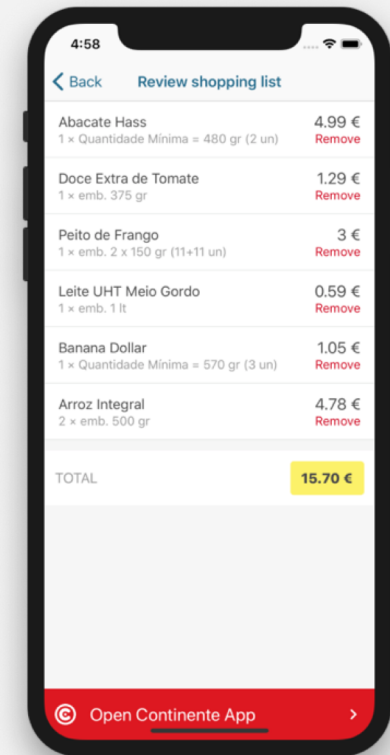 4:58
Back Review shopping list
Abacate Hass 4.99 €
1 × Quantidade Mínima = 480 gr (2 un) Remove
Doce Extra de Tomate 1.29 €
1 × emb. 375 gr Remove
Peito de Frango 3 €
1 × emb. 2 x 150 gr (11+11 un) Remove
Leite UHT Meio Gordo 0.59 €
1 × emb. 1 lt Remove
Banana Dollar 1.05 €
1 × Quantidade Mínima = 570 gr (3 un) Remove
Arroz Integral 4.78 €
2 × emb. 500 gr Remove
TOTAL 15.70 €
Open Continente App